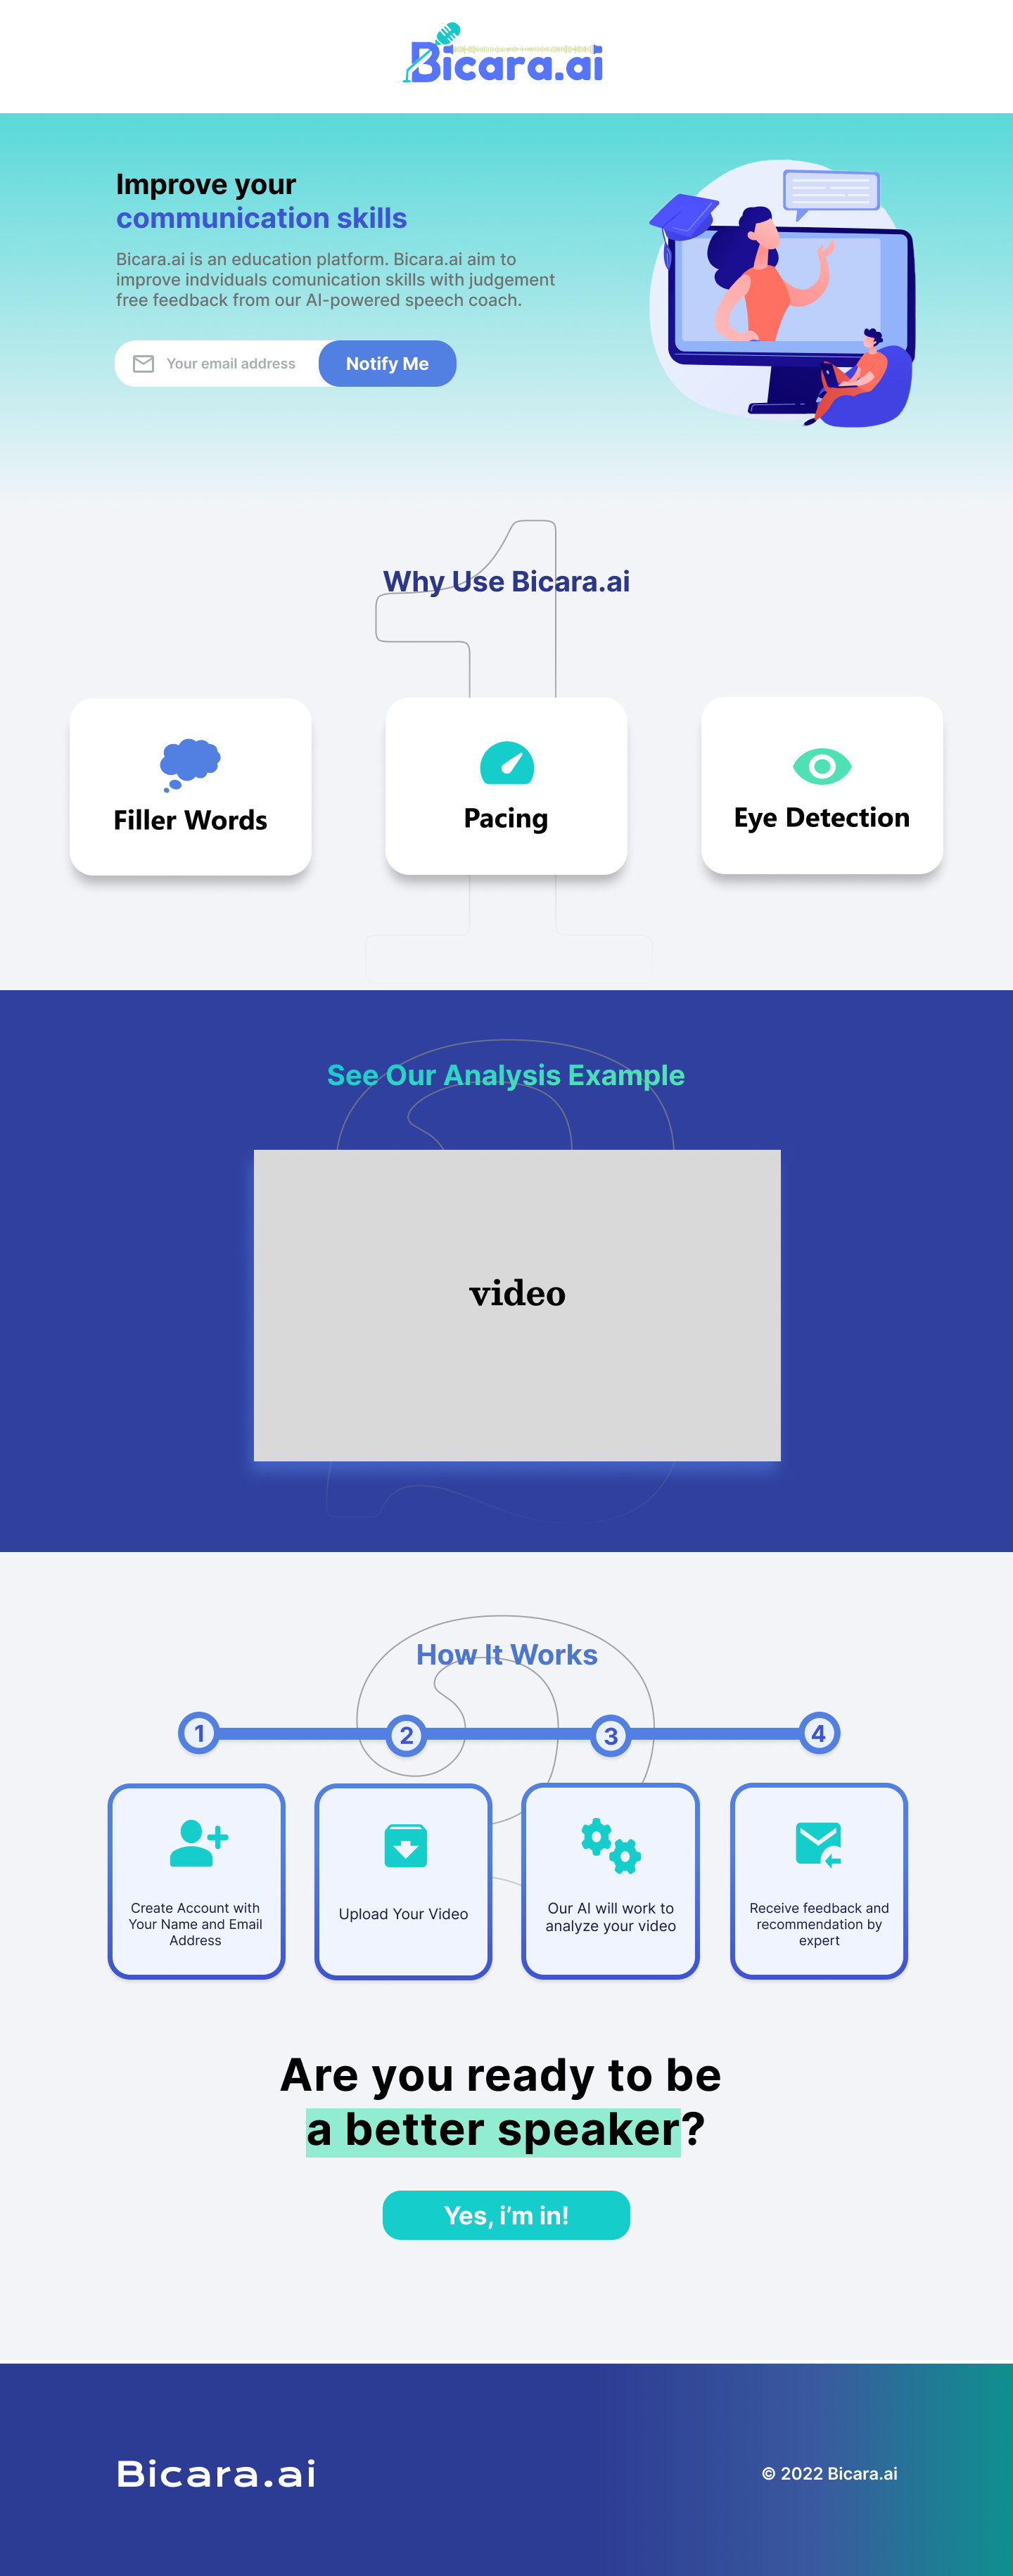 Bicara.ai
Improve your
communication skills
Bicara.ai is an education platform. Bicara.ai aim to
improve indviduals comunication skills with judgement
free feedback from our AI-powered speech coach.
Your email address
Notify Me
1
Why Use Bicara.ai
Filler Words
Pacing
Eye Detection
2
See Our Analysis Example
video
3
How It Works
1
2
3
4
Create Account with
Your Name and Email
Address
Upload Your Video
Our AI will work to
analyze your video
Receive feedback and
recommendation by
expert
Are you ready to be
a better speaker?
Yes, i’m in!
Bicara.ai
© 2022 Bicara.ai